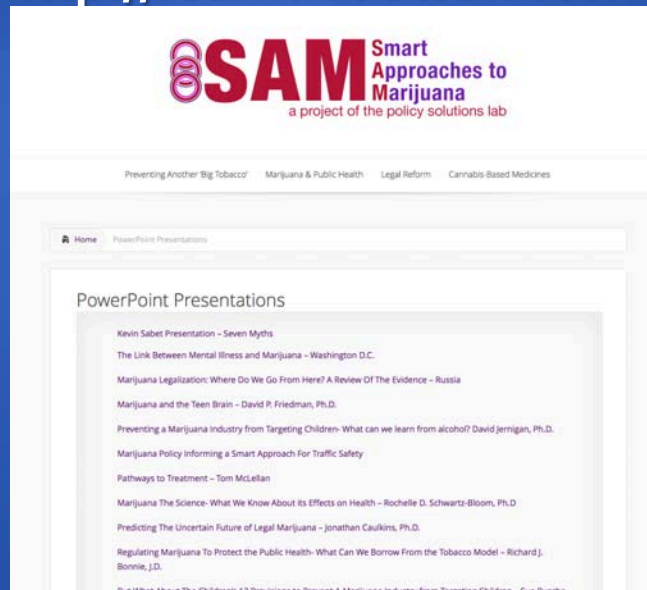 SAM Smart
Approaches to
Marijuana
a project of the policy solutions lab
Preventing Another 'Big Tobacco' Marijuana & Public Health Legal Reform Cannabis-Based Medicines
Home PowerPoint Presentations
PowerPoint Presentations
Kevin Sabet Presentation – Seven Myths
The Link Between Mental Illness and Marijuana – Washington D.C.
Marijuana Legalization: Where Do We Go From Here? A Review Of The Evidence – Russia
Marijuana and the Teen Brain – David P. Friedman, Ph.D.
Preventing a Marijuana Industry from Targeting Children- What can we learn from alcohol? David Jernigan, Ph.D.
Marijuana Policy Informing a Smart Approach For Traffic Safety
Pathways to Treatment – Tom McLellan
Marijuana The Science- What We Know About its Effects on Health – Rochelle D. Schwartz-Bloom, Ph.D
Predicting The Uncertain Future of Legal Marijuana – Jonathan Caulkins, Ph.D.
Regulating Marijuana To Protect the Public Health- What Can We Borrow From the Tobacco Model – Richard J.
Bonnie, J.D.